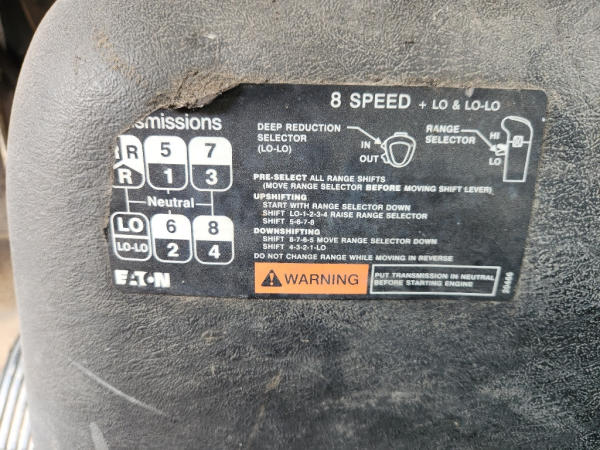 8 SPEED + LO & LO-LO
smissions
R 5 7
R 1 3
Neutral
LO 6 8
LO-LO 2 4
EATON
DEEP REDUCTION
SELECTOR
(LO-LO)
IN
OUT
RANGE
SELECTOR
HI
LO
PRE-SELECT ALL RANGE SHIFTS
(MOVE RANGE SELECTOR BEFORE MOVING SHIFT LEVER)
UPSHIFTING
START WITH RANGE SELECTOR DOWN
SHIFT LO-1-2-3-4 RAISE RANGE SELECTOR
SHIFT 5-6-7-8
DOWNSHIFTING
SHIFT 8-7-6-5 MOVE RANGE SELECTOR DOWN
SHIFT 4-3-2-1-LO
DO NOT CHANGE RANGE WHILE MOVING IN REVERSE
WARNING
PUT TRANSMISSION IN NEUTRAL
BEFORE STARTING ENGINE